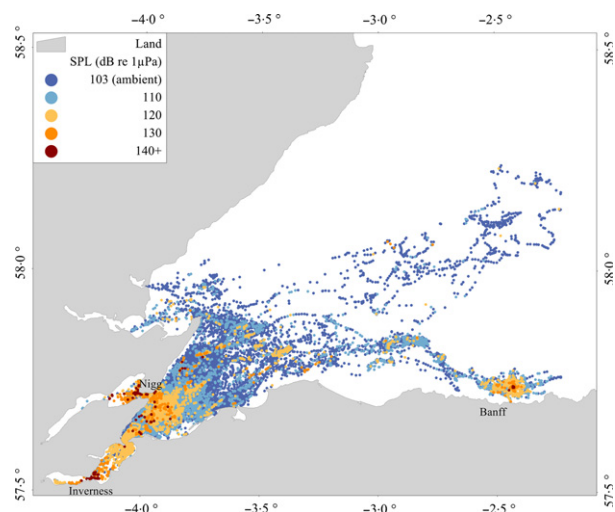 −4·0 −3·5 −3·0 −2·5
58·5 ° 58·5 °
Land
SPL (dB re 1µPa)
103 (ambient)
110
120
130
140+
58·0 ° 58·0 °
Nigg
Banff
57·5 ° 57·5 °
Inverness
−4·0 −3·5 −3·0 −2·5